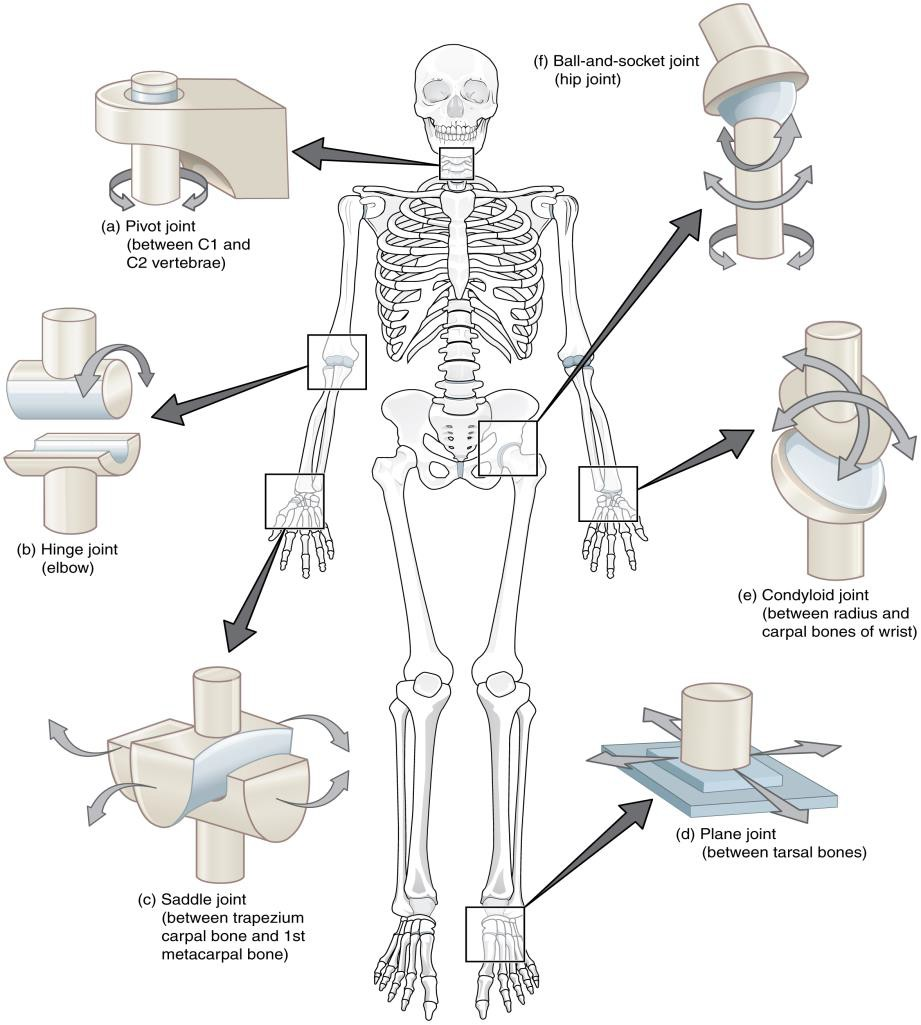 (a) Pivot joint
(between C1 and
C2 vertebrae)
(b) Hinge joint
(elbow)
(c) Saddle joint
(between trapezium
carpal bone and 1st
metacarpal bone)
(d) Plane joint
(between tarsal bones)
(e) Condyloid joint
(between radius and
carpal bones of wrist)
(f) Ball-and-socket joint
(hip joint)